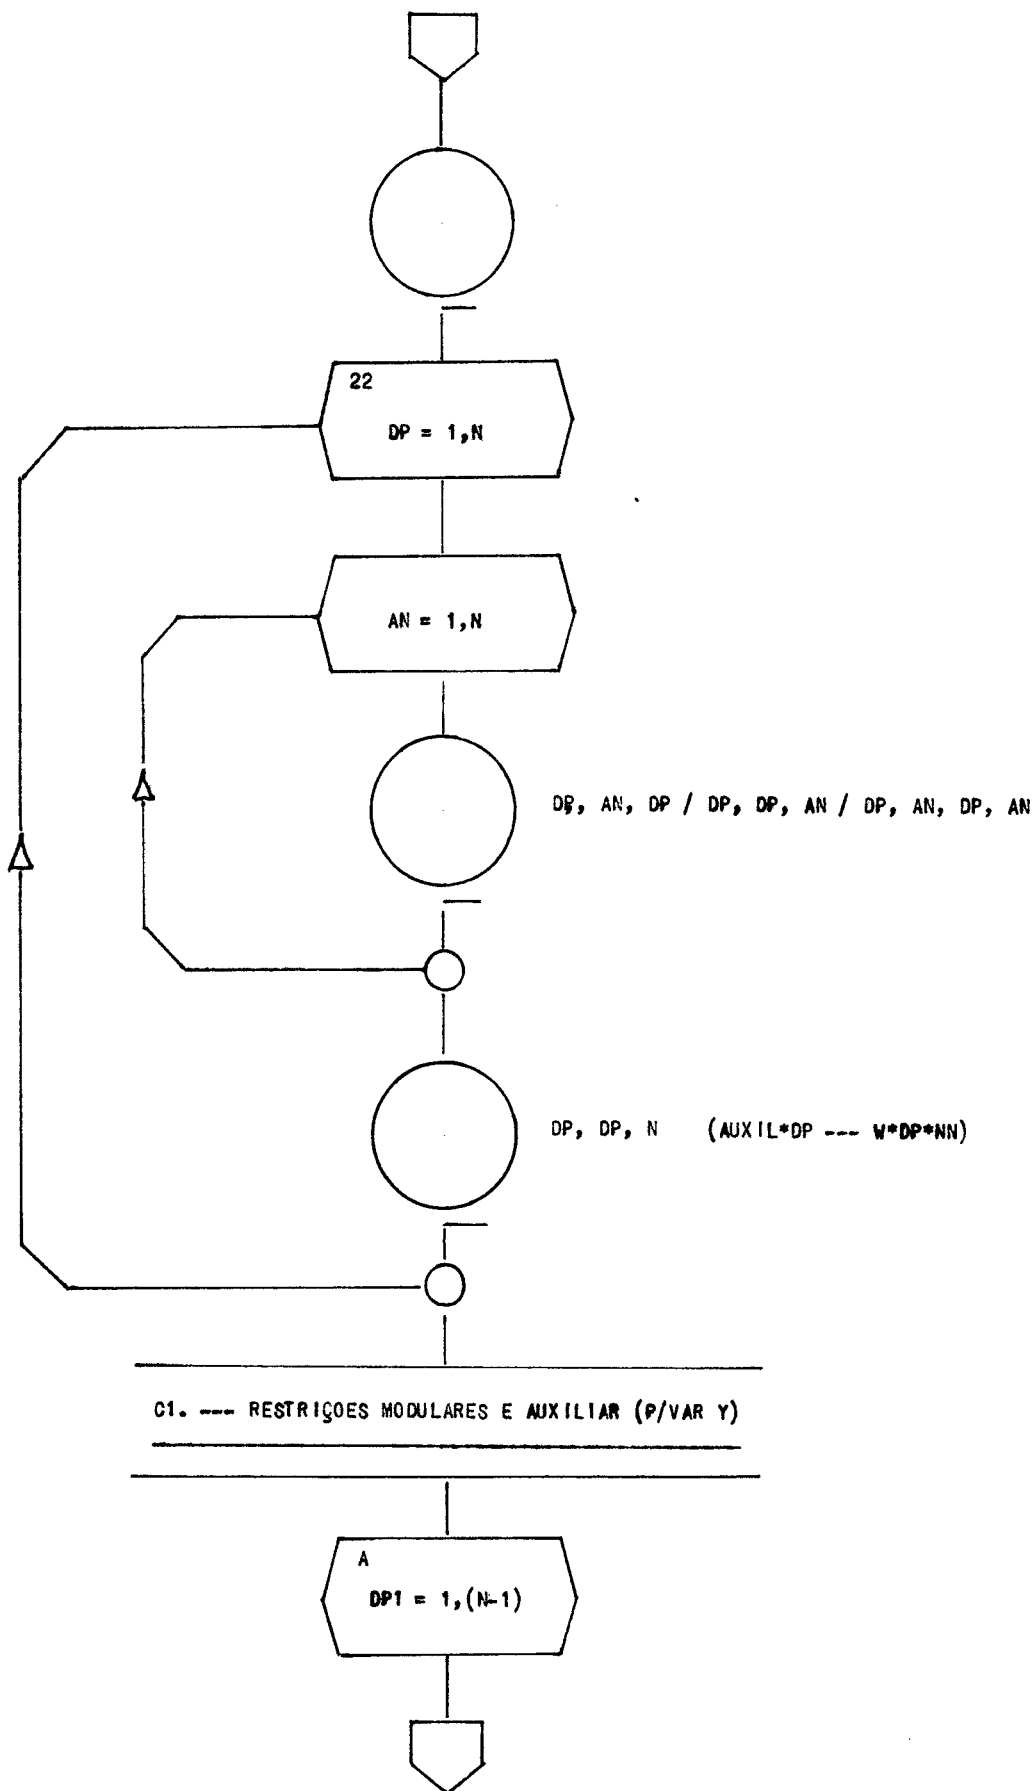 22
DP = 1,N
AN = 1,N
DP, AN, DP / DP, DP, AN / DP, AN, DP, AN
DP, DP, N (AUXIL*DP --- W*DP*NN)
C1. --- RESTRIÇOES MODULARES E AUXILIAR (P/VAR Y)
A
DP1 = 1,(N-1)